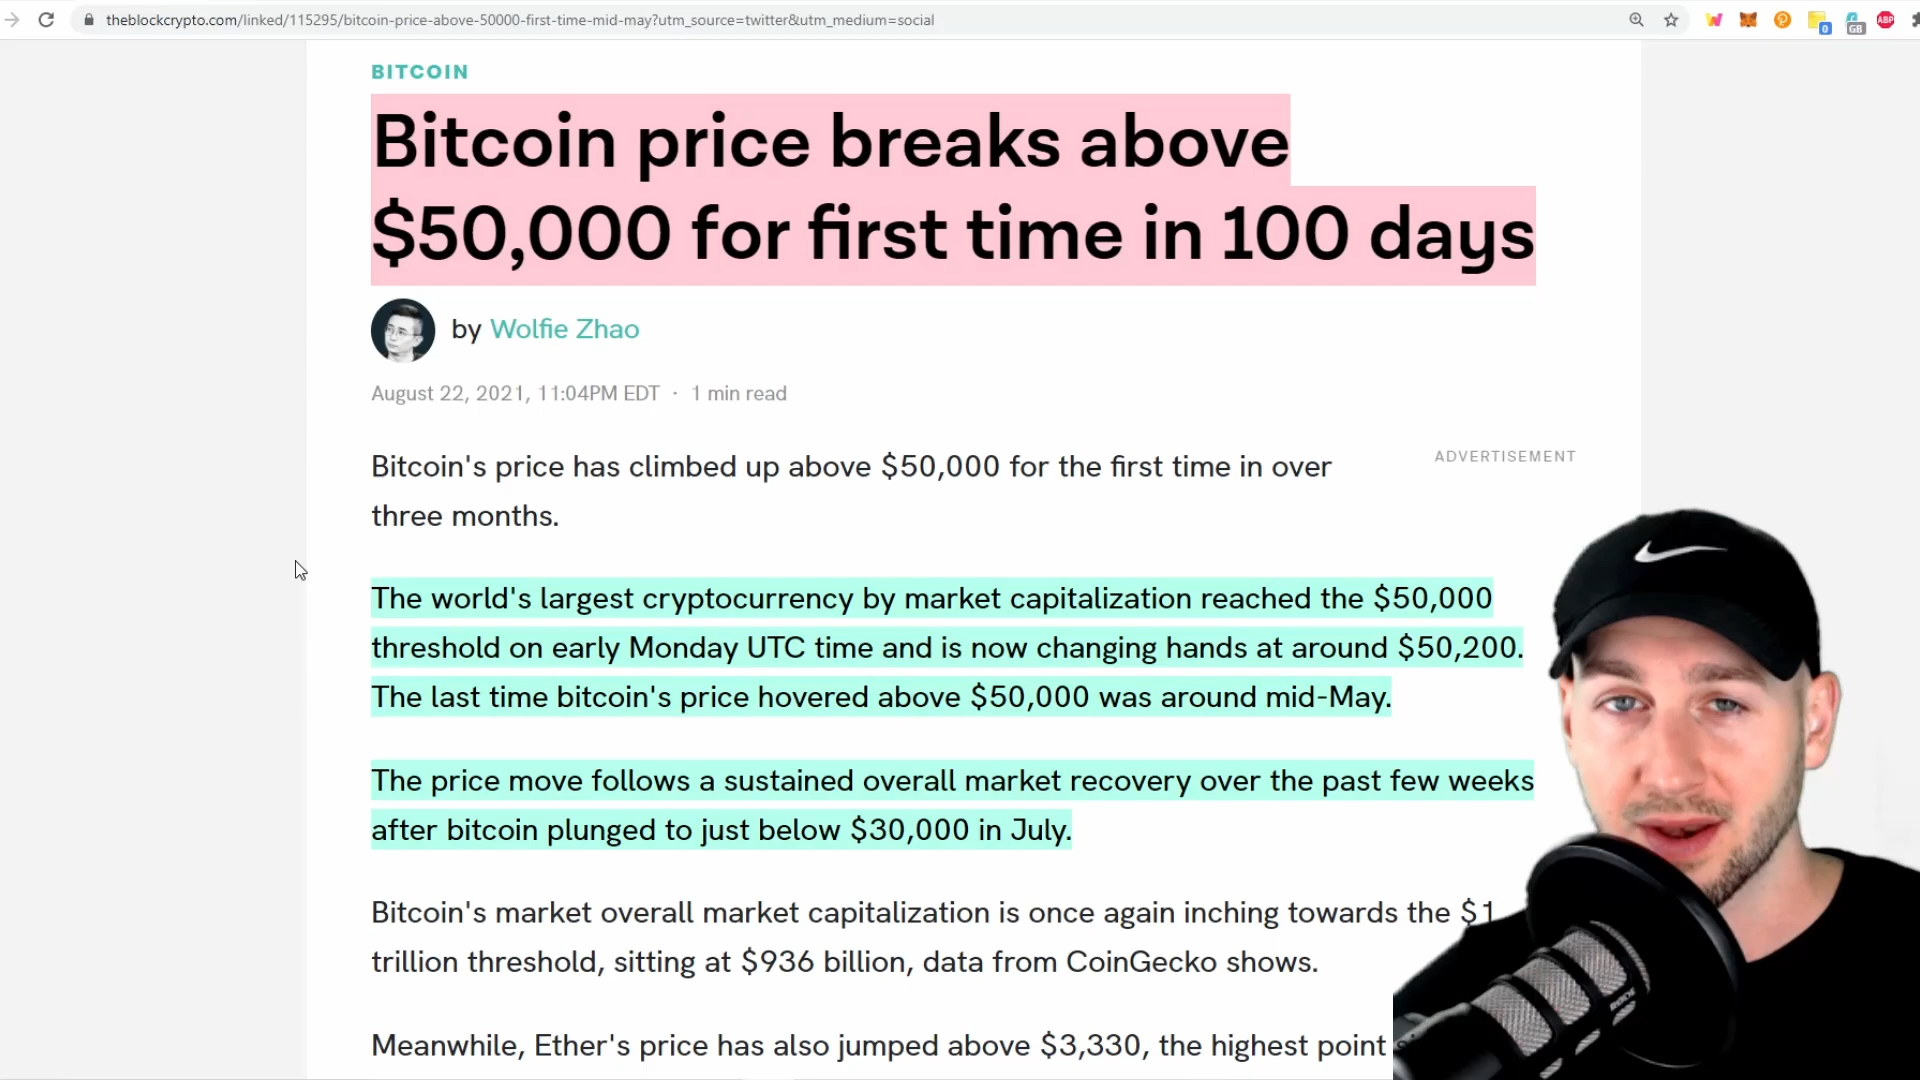 theblockcrypto.com/linked/115295/bitcoin-price-above-50000-first-time-mid-may?utm_source=twitter&utm_medium=social
0
GB
ABP
BITCOIN
Bitcoin price breaks above
$50,000 for first time in 100 days
by Wolfie Zhao
August 22, 2021, 11:04PM EDT · 1 min read
Bitcoin's price has climbed up above $50,000 for the first time in over
three months.
ADVERTISEMENT
The world's largest cryptocurrency by market capitalization reached the $50,000
threshold on early Monday UTC time and is now changing hands at around $50,200.
The last time bitcoin's price hovered above $50,000 was around mid-May.
The price move follows a sustained overall market recovery over the past few weeks
after bitcoin plunged to just below $30,000 in July.
Bitcoin's market overall market capitalization is once again inching towards the $1
trillion threshold, sitting at $936 billion, data from CoinGecko shows.
Meanwhile, Ether's price has also jumped above $3,330, the highest point